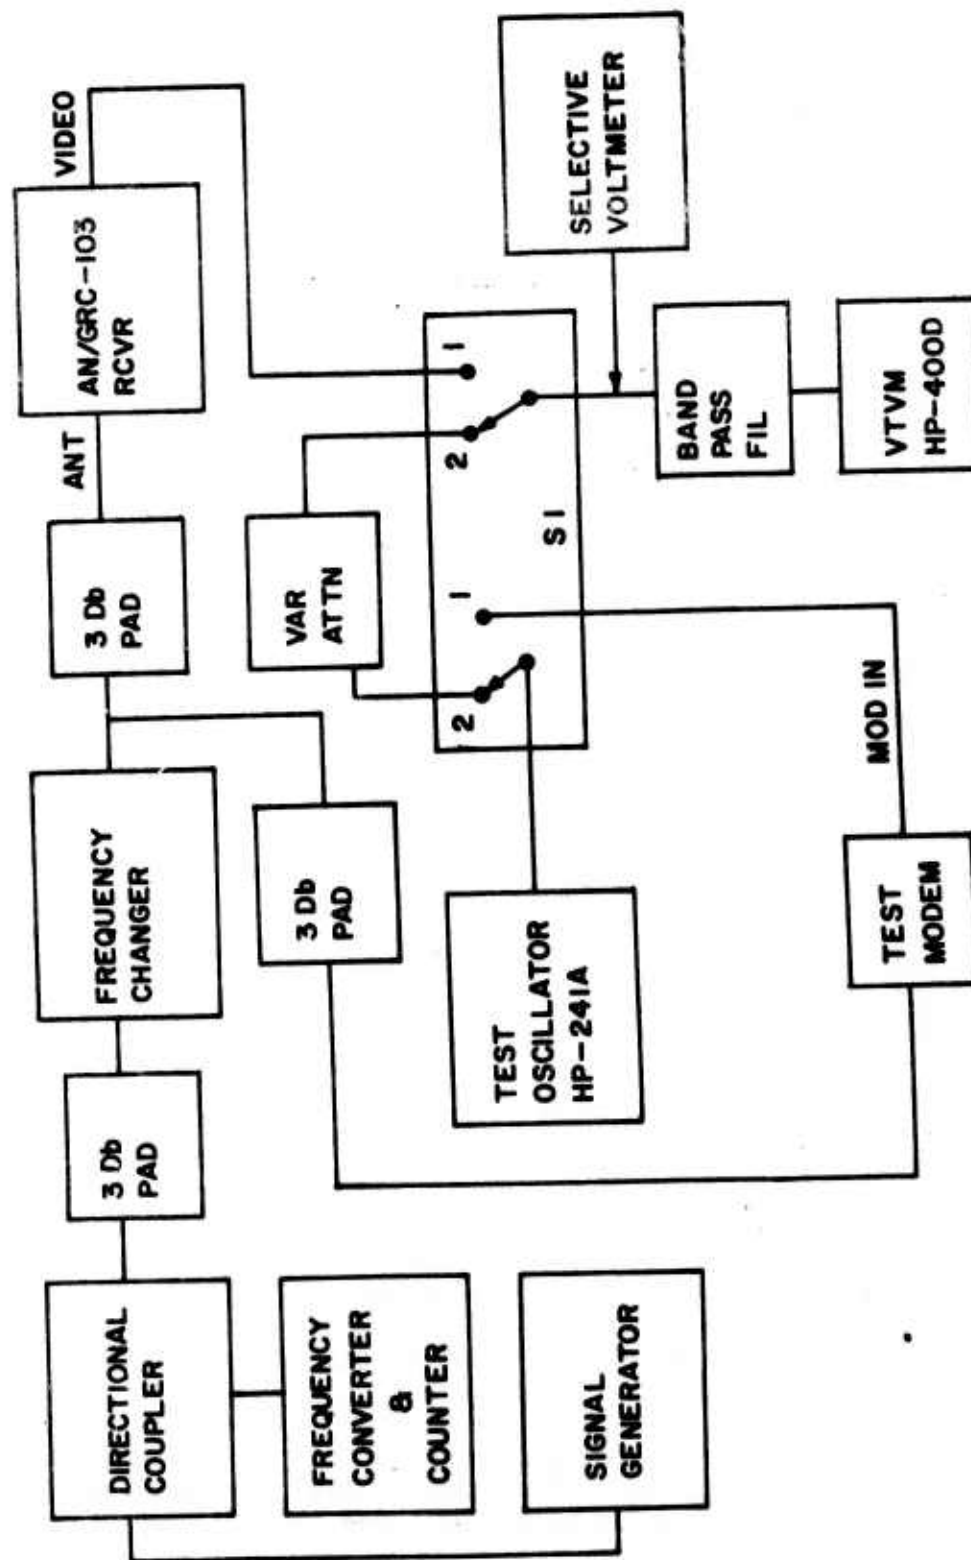 DIRECTIONAL
COUPLER
3 Db
PAD
FREQUENCY
CHANGER
3 Db
PAD
ANT
AN/GRC-103
RCVR
VIDEO
FREQUENCY
CONVERTER
&
COUNTER
3 Db
PAD
VAR
ATTN
SIGNAL
GENERATOR
TEST
OSCILLATOR
HP-241A
2
1
S1
2
1
SELECTIVE
VOLTMETER
BAND
PASS
FIL
TEST
MODEM
MOD IN
VTVM
HP-400D